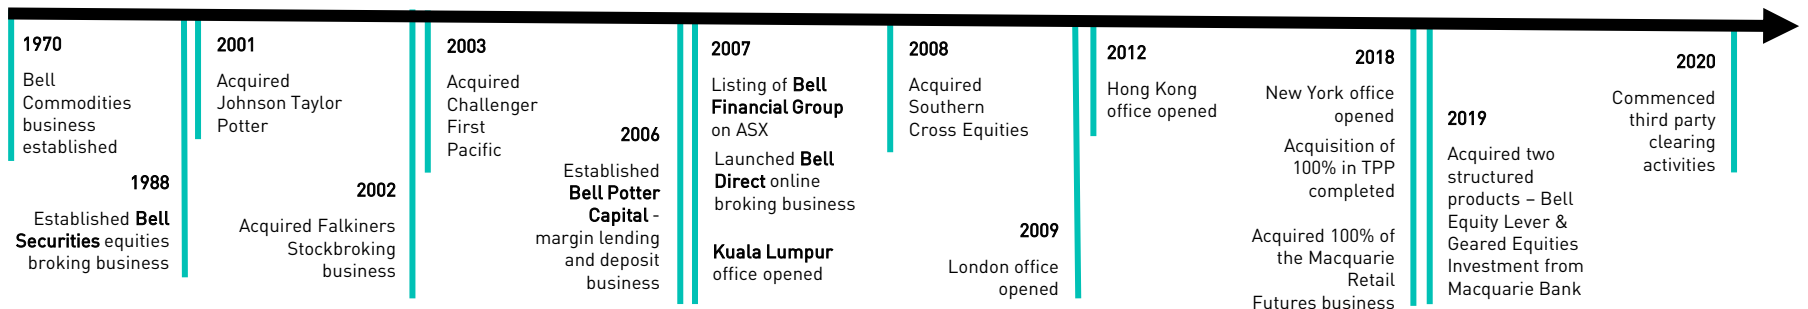 1970
Bell
Commodities
business
established
1988
Established Bell
Securities equities
broking business
2001
Acquired
Johnson Taylor
Potter
2002
Acquired Falkiners
Stockbroking
business
2003
Acquired
Challenger
First
Pacific
2006
Established
Bell Potter
Capital -
margin lending
and deposit
business
2007
Listing of Bell
Financial Group
on ASX
Launched Bell
Direct online
broking business
Kuala Lumpur
office opened
2008
Acquired
Southern
Cross Equities
2009
London office
opened
2012
Hong Kong
office opened
2018
New York office
opened
Acquisition of
100% in TPP
completed
Acquired 100% of
the Macquarie
Retail
Futures business
2019
Acquired two
structured
products – Bell
Equity Lever &
Geared Equities
Investment from
Macquarie Bank
2020
Commenced
third party
clearing
activities